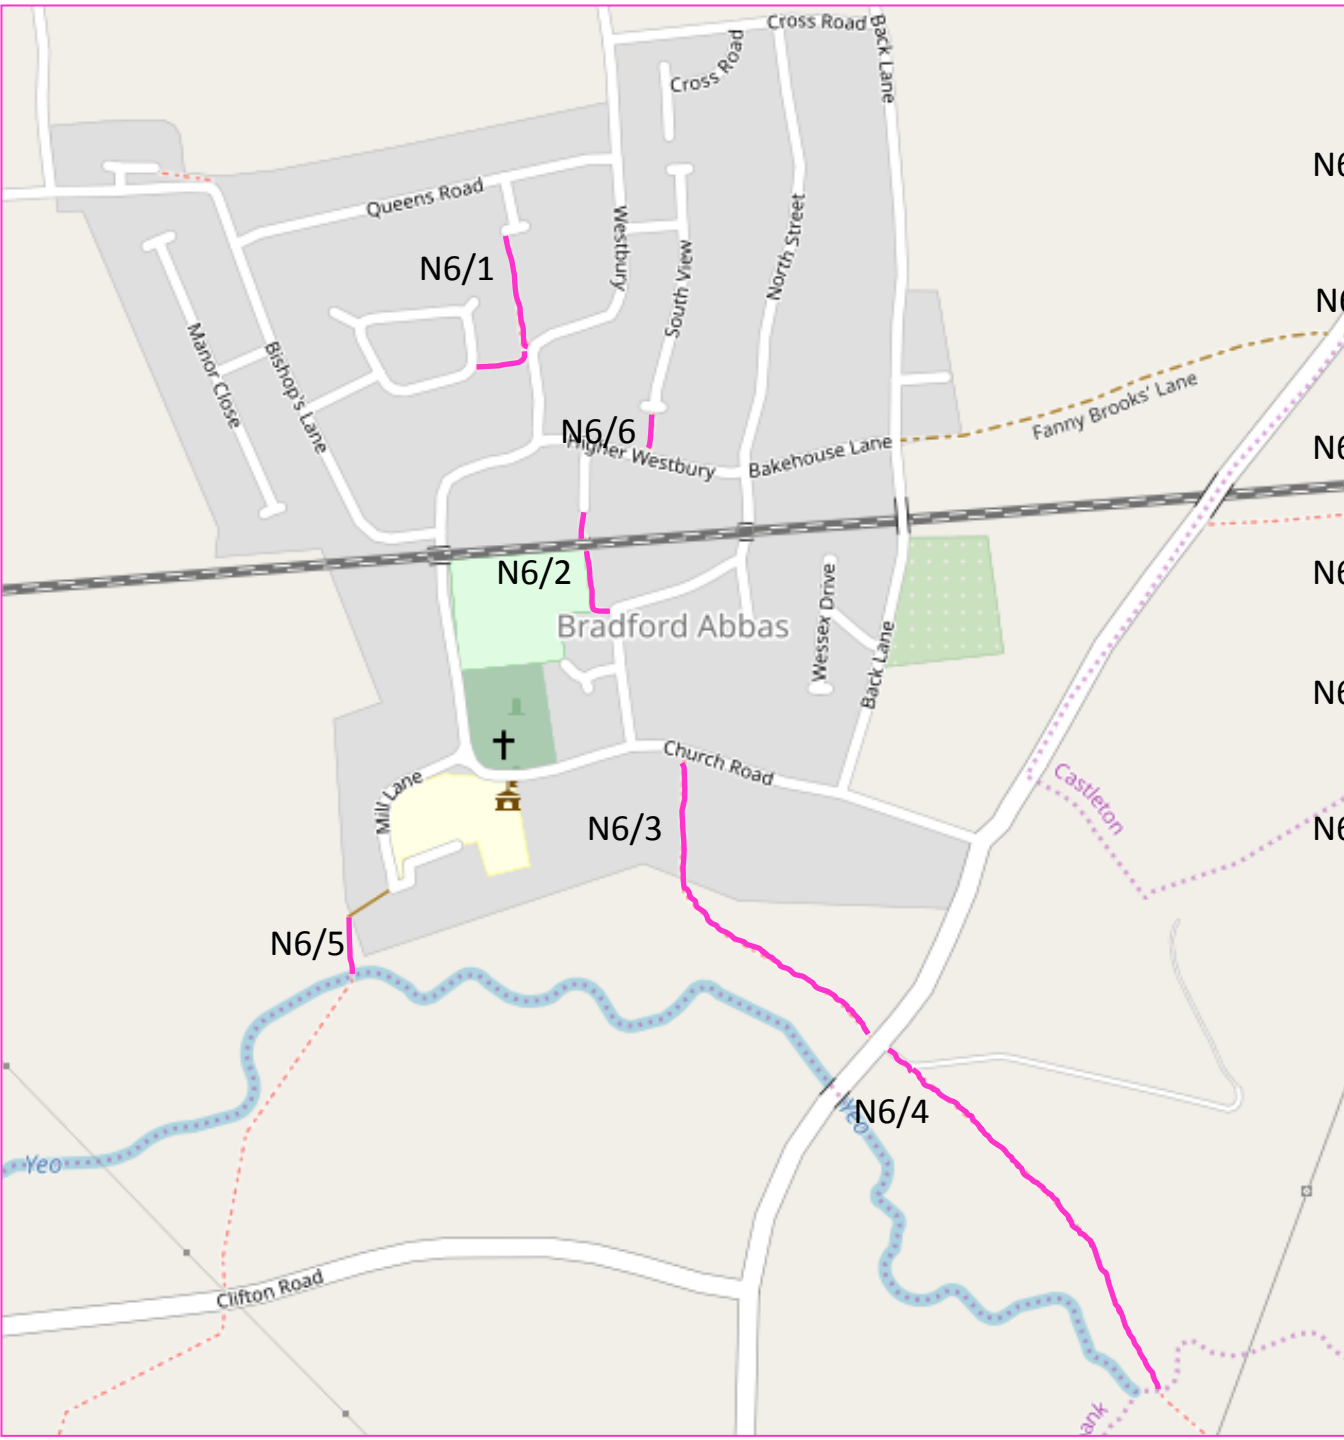 Cross Road
Back Lane
Cross Road
N6
Queens Road
Westbury
North Street
South View
N6/1
N6
Manor Close
Bishop's Lane
Fanny Brooks' Lane
N6/6
Higher Westbury
Bakehouse Lane
N6
N6/2
N6
Bradford Abbas
Wessex Drive
Back Lane
N6
Church Road
Mill Lane
Castleton
N6/3
N6
N6/5
N6/4
Yeo
Yeo
Clifton Road
ank